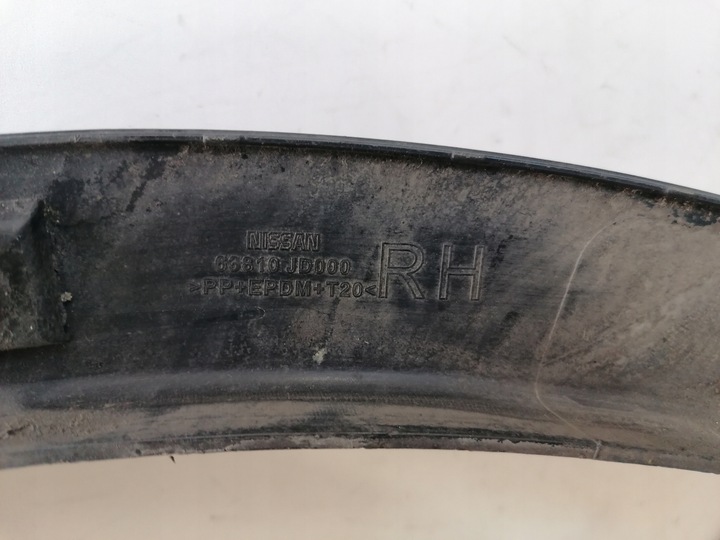 NISSAN
63810 JD000
>PP+EPDM+T20<
RH